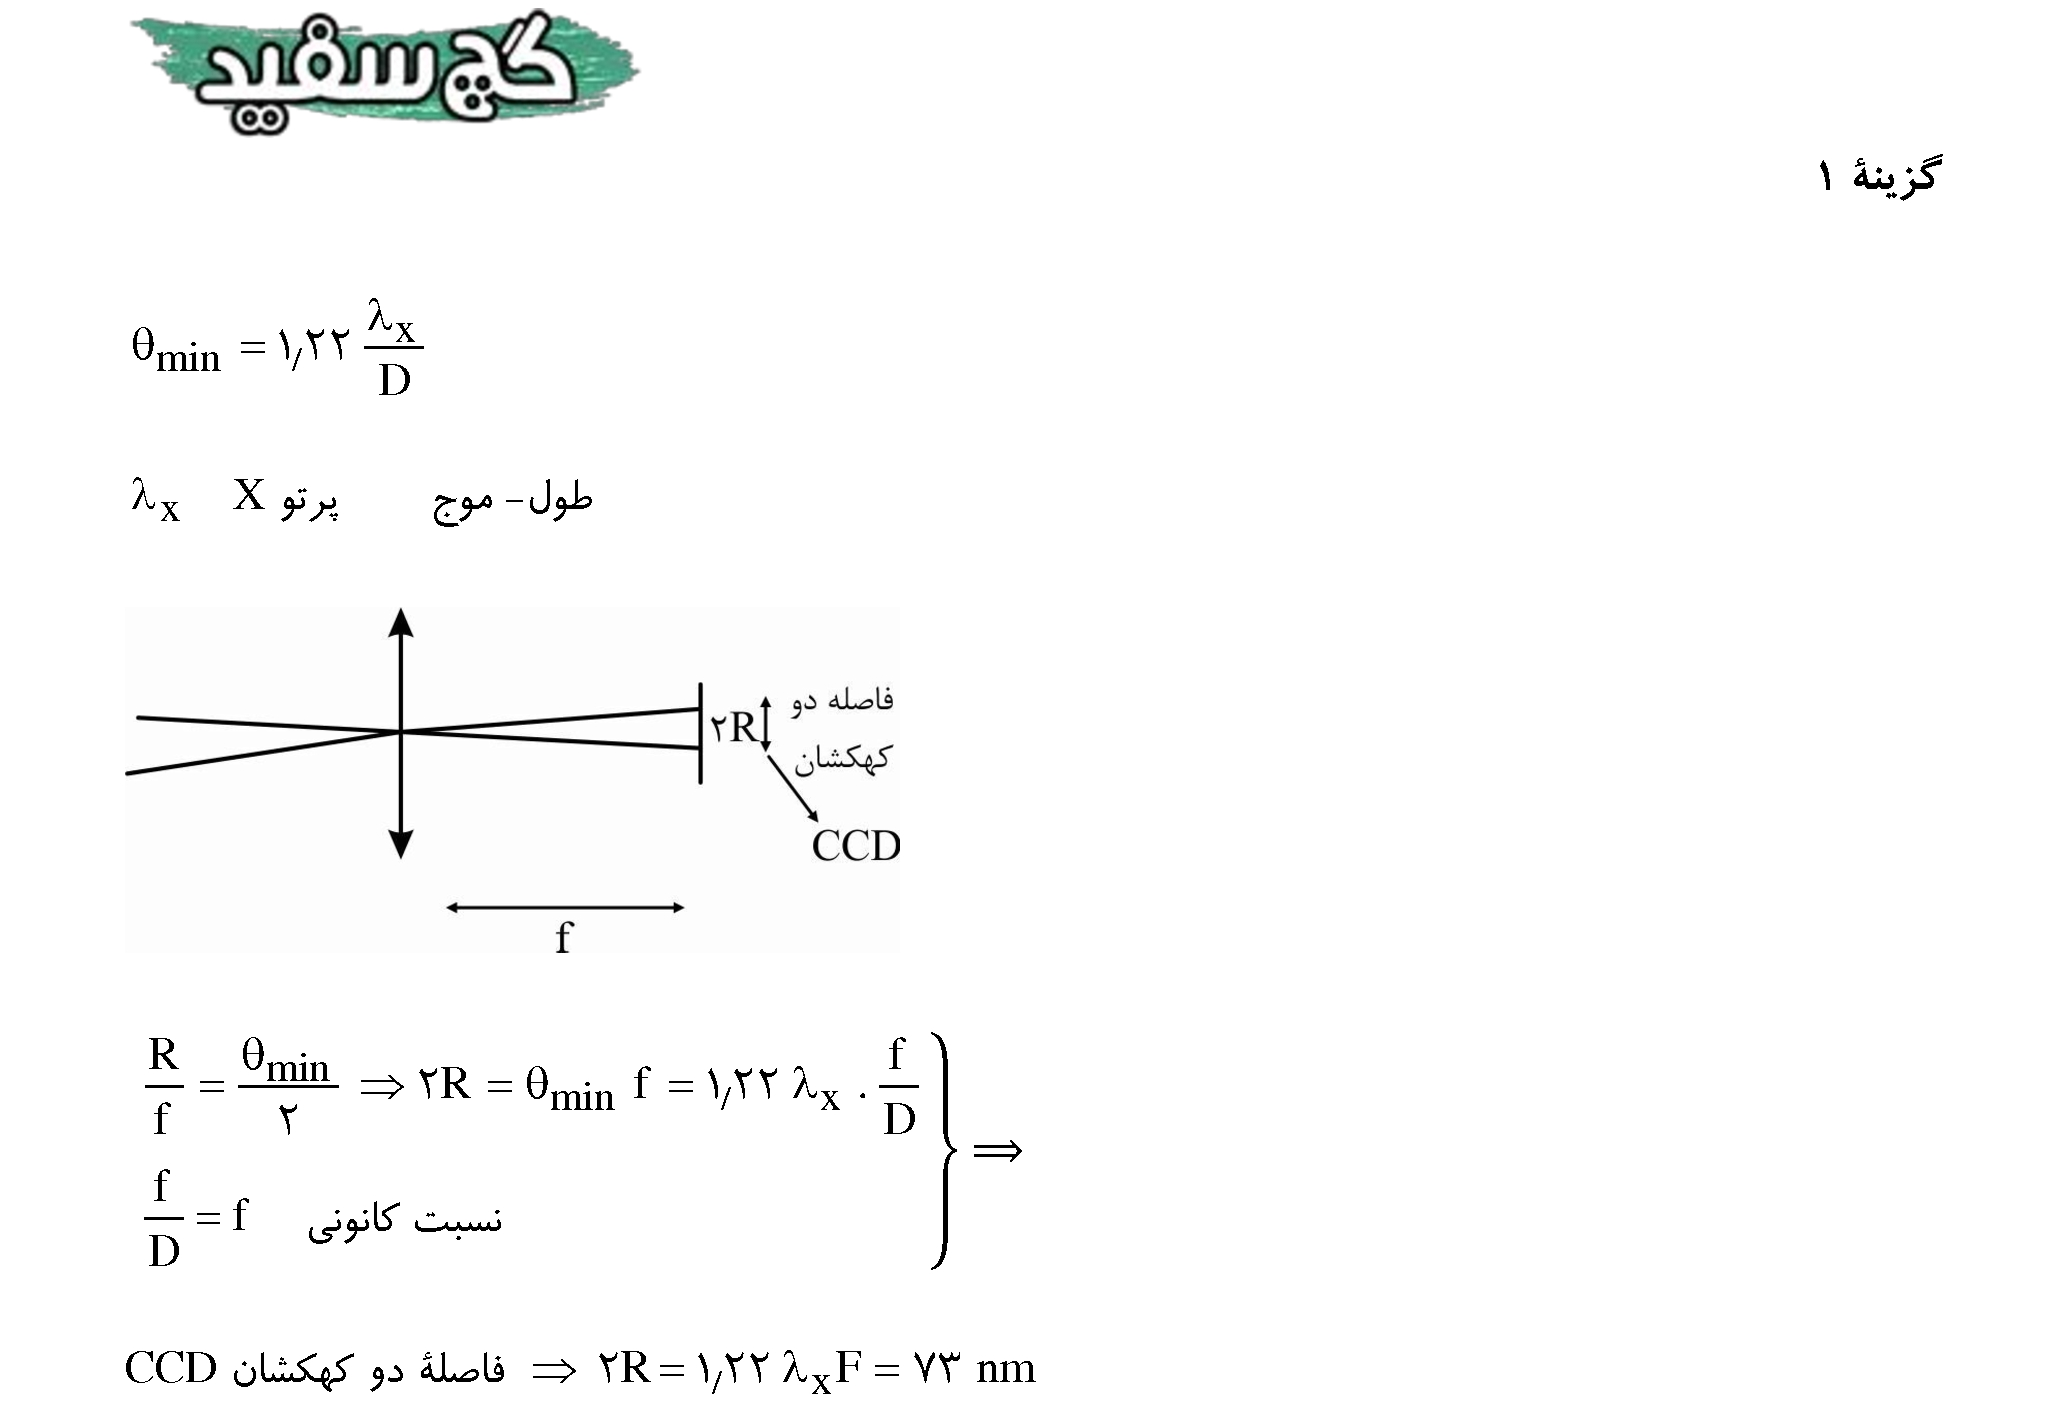 گچ سفید
گزینهٔ ۱
θmin = ۱٫۲۲ λx / D
λx X پرتو طول - موج
۲R فاصله دو
کهکشان
CCD
f
R / f = θmin / ۲ ⇒ ۲R = θmin f = ۱٫۲۲ λx . f / D } ⇒
f / D = f نسبت کانونی
CCD فاصلهٔ دو کهکشان ⇒ ۲R = ۱٫۲۲ λxF = ۷۳ nm